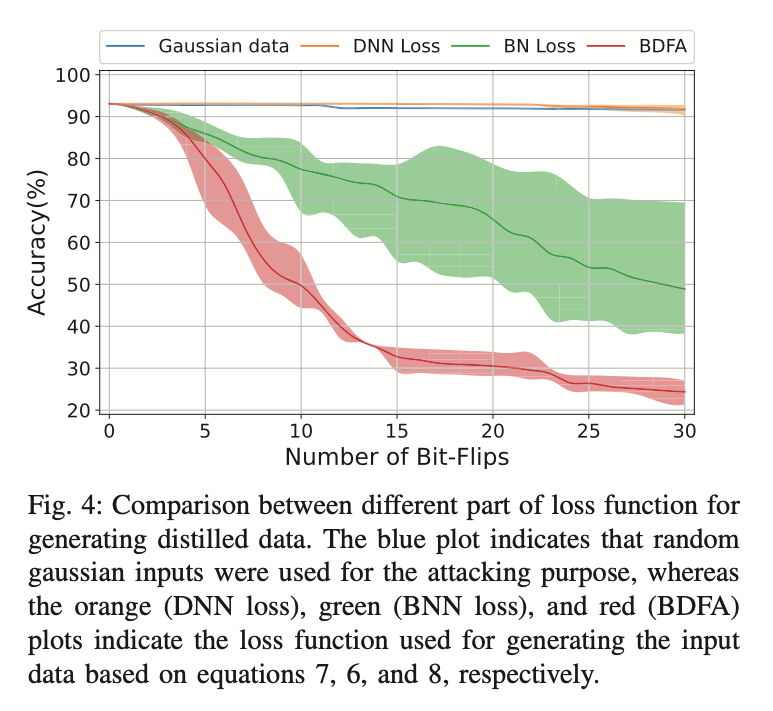 Gaussian data DNN Loss BN Loss BDFA
100
90
80
70
60
50
40
30
20
Accuracy(%)
0 5 10 15 20 25 30
Number of Bit-Flips
Fig. 4: Comparison between different part of loss function for
generating distilled data. The blue plot indicates that random
gaussian inputs were used for the attacking purpose, whereas
the orange (DNN loss), green (BNN loss), and red (BDFA)
plots indicate the loss function used for generating the input
data based on equations 7, 6, and 8, respectively.